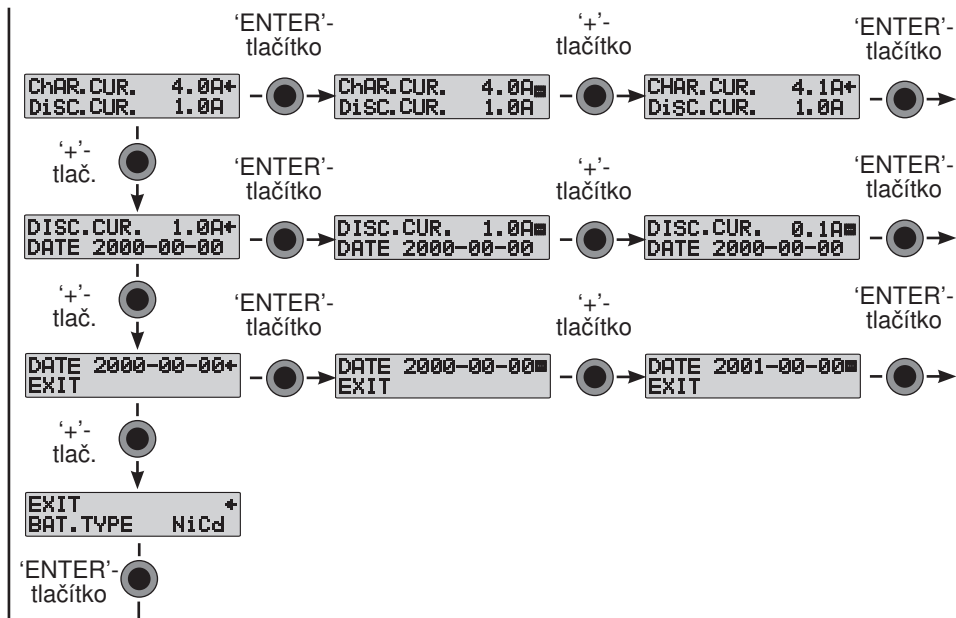 ‘ENTER’-
tlačítko
‘+’-
tlačítko
‘ENTER’-
tlačítko
ChAR.CUR. 4.0A←
DiSC.CUR. 1.0A
ChAR.CUR. 4.0A
DiSC.CUR. 1.0A
CHAR.CUR. 4.1A←
DiSC.CUR. 1.0A
‘+’-
tlač.
‘ENTER’-
tlačítko
‘+’-
tlačítko
‘ENTER’-
tlačítko
DISC.CUR. 1.0A←
DATE 2000-00-00
DISC.CUR. 1.0A
DATE 2000-00-00
DISC.CUR. 0.1A
DATE 2000-00-00
‘+’-
tlač.
‘ENTER’-
tlačítko
‘+’-
tlačítko
‘ENTER’-
tlačítko
DATE 2000-00-00←
EXIT
DATE 2000-00-00
EXIT
DATE 2001-00-00
EXIT
‘+’-
tlač.
EXIT ←
BAT.TYPE NiCd
‘ENTER’-
tlačítko